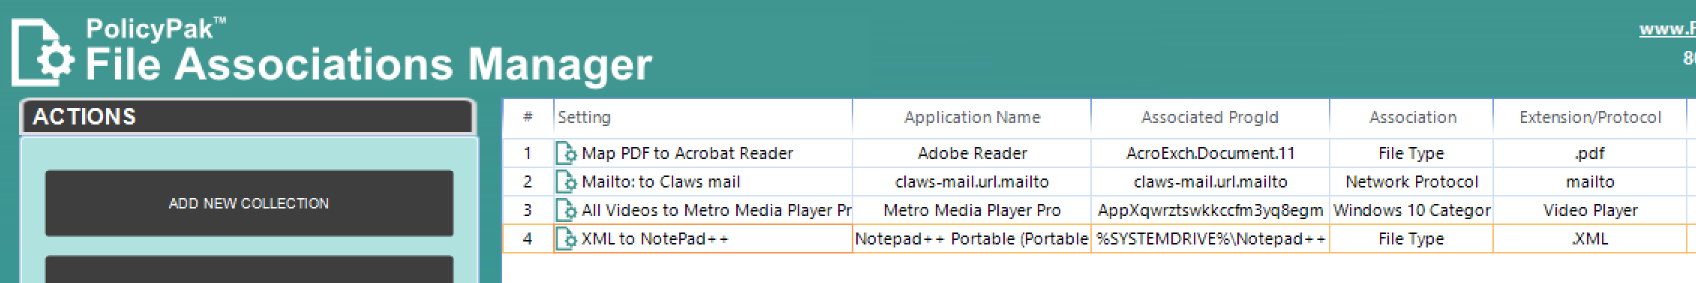 PolicyPak™
File Associations Manager
www.
ACTIONS
ADD NEW COLLECTION
# Setting Application Name Associated ProgId Association Extension/Protocol
1 Map PDF to Acrobat Reader Adobe Reader AcroExch.Document.11 File Type .pdf
2 Mailto: to Claws mail claws-mail.url.mailto claws-mail.url.mailto Network Protocol mailto
3 All Videos to Metro Media Player Pr Metro Media Player Pro AppXqwrztswkkccfm3yq8egm Windows 10 Categor Video Player
4 XML to NotePad++ Notepad++ Portable (Portable %SYSTEMDRIVE%\Notepad++ File Type .XML